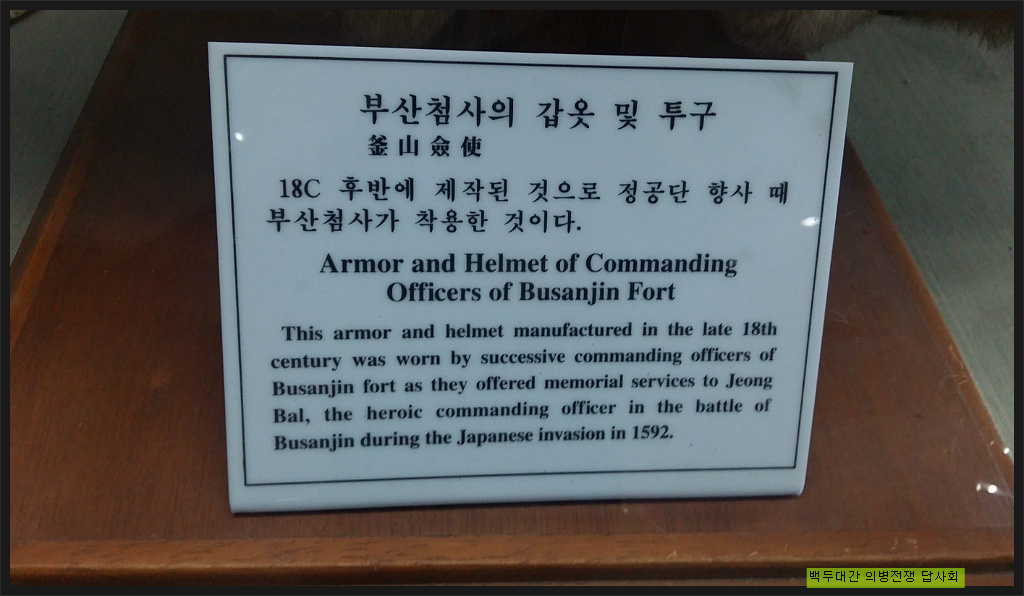 부산첨사의 갑옷 및 투구
釜山僉使
18C 후반에 제작된 것으로 정공단 향사 때
부산첨사가 착용한 것이다.
Armor and Helmet of Commanding
Officers of Busanjin Fort
This armor and helmet manufactured in the late 18th
century was worn by successive commanding officers of
Busanjin fort as they offered memorial services to Jeong
Bal, the heroic commanding officer in the battle of
Busanjin during the Japanese invasion in 1592.
백두대간 의병전쟁 답사회